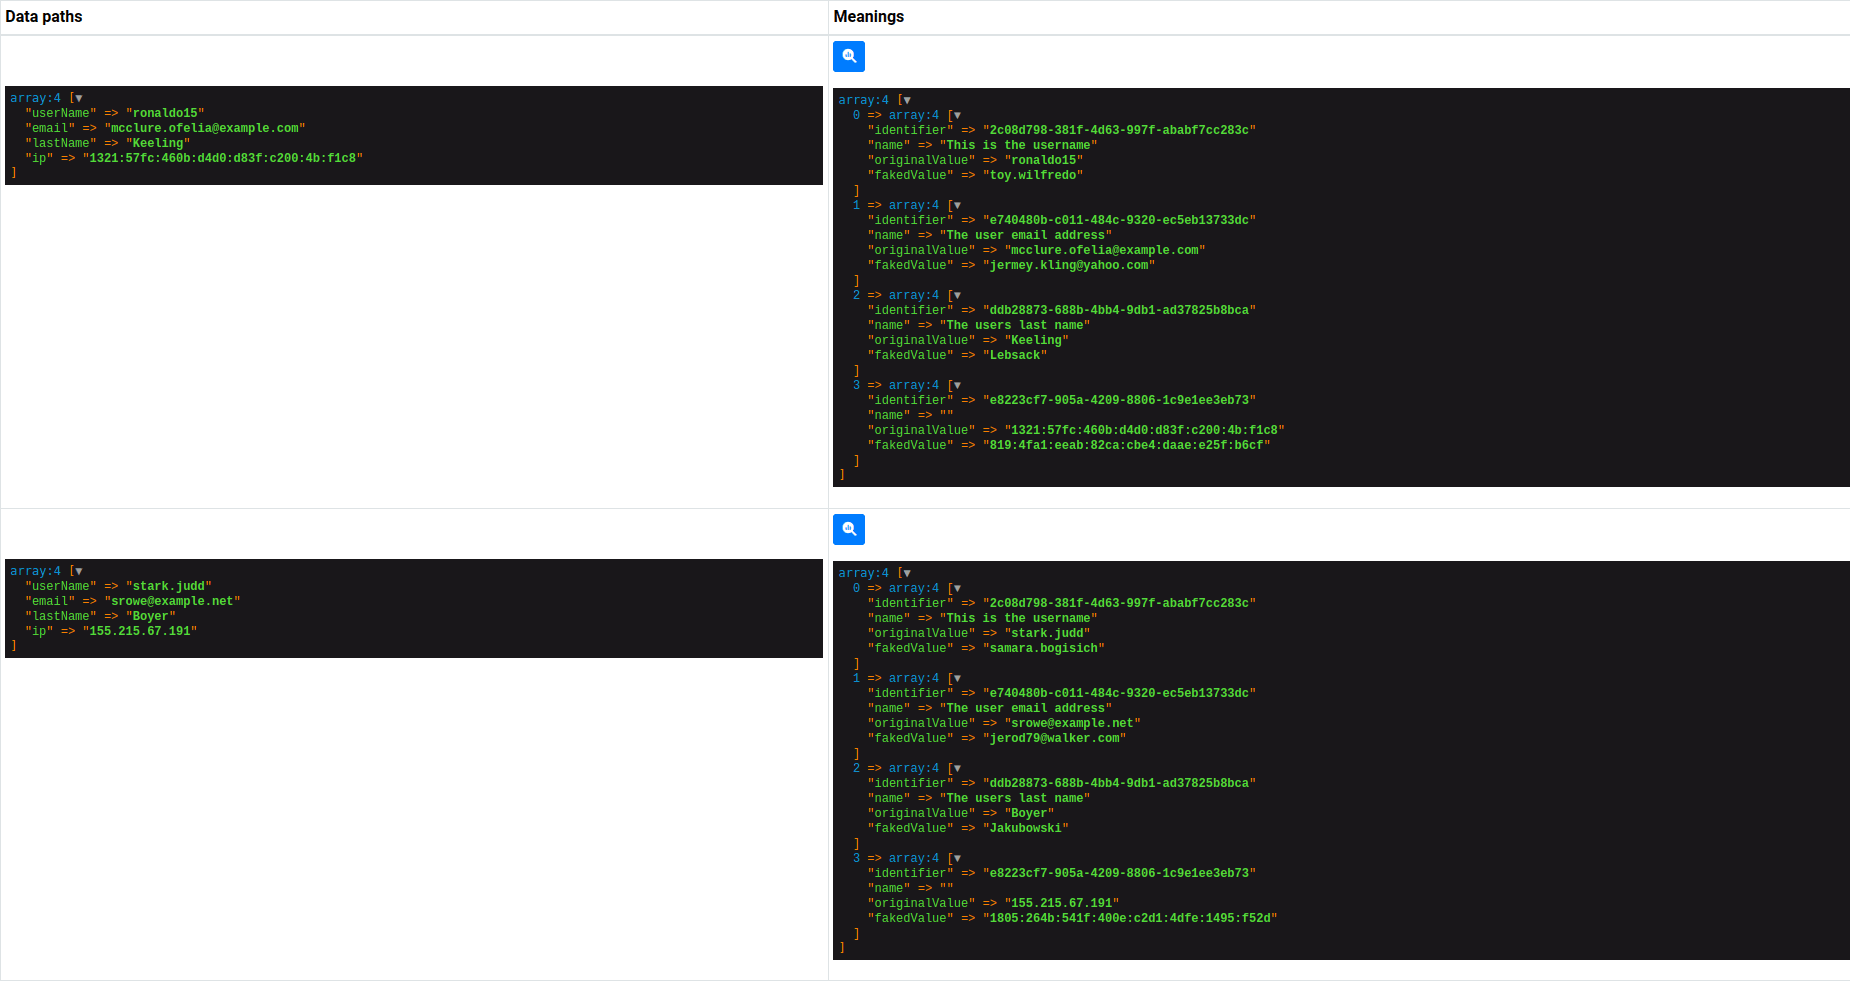 Data paths
Meanings
array:4 [▼
  "userName" => "ronaldo15"
  "email" => "mcclure.ofelia@example.com"
  "lastName" => "Keeling"
  "ip" => "1321:57fc:460b:d4d0:d83f:c200:4b:f1c8"
]
array:4 [▼
  0 => array:4 [▼
    "identifier" => "2c08d798-381f-4d63-997f-ababf7cc283c"
    "name" => "This is the username"
    "originalValue" => "ronaldo15"
    "fakedValue" => "toy.wilfredo"
  ]
  1 => array:4 [▼
    "identifier" => "e740480b-c011-484c-9320-ec5eb13733dc"
    "name" => "The user email address"
    "originalValue" => "mcclure.ofelia@example.com"
    "fakedValue" => "jermey.kling@yahoo.com"
  ]
  2 => array:4 [▼
    "identifier" => "ddb28873-688b-4bb4-9db1-ad37825b8bca"
    "name" => "The users last name"
    "originalValue" => "Keeling"
    "fakedValue" => "Lebsack"
  ]
  3 => array:4 [▼
    "identifier" => "e8223cf7-905a-4209-8806-1c9e1ee3eb73"
    "name" => ""
    "originalValue" => "1321:57fc:460b:d4d0:d83f:c200:4b:f1c8"
    "fakedValue" => "819:4fa1:eeab:82ca:cbe4:daae:e25f:b6cf"
  ]
]
array:4 [▼
  "userName" => "stark.judd"
  "email" => "srowe@example.net"
  "lastName" => "Boyer"
  "ip" => "155.215.67.191"
]
array:4 [▼
  0 => array:4 [▼
    "identifier" => "2c08d798-381f-4d63-997f-ababf7cc283c"
    "name" => "This is the username"
    "originalValue" => "stark.judd"
    "fakedValue" => "samara.bogisich"
  ]
  1 => array:4 [▼
    "identifier" => "e740480b-c011-484c-9320-ec5eb13733dc"
    "name" => "The user email address"
    "originalValue" => "srowe@example.net"
    "fakedValue" => "jerod79@walker.com"
  ]
  2 => array:4 [▼
    "identifier" => "ddb28873-688b-4bb4-9db1-ad37825b8bca"
    "name" => "The users last name"
    "originalValue" => "Boyer"
    "fakedValue" => "Jakubowski"
  ]
  3 => array:4 [▼
    "identifier" => "e8223cf7-905a-4209-8806-1c9e1ee3eb73"
    "name" => ""
    "originalValue" => "155.215.67.191"
    "fakedValue" => "1805:264b:541f:400e:c2d1:4dfe:1495:f52d"
  ]
]